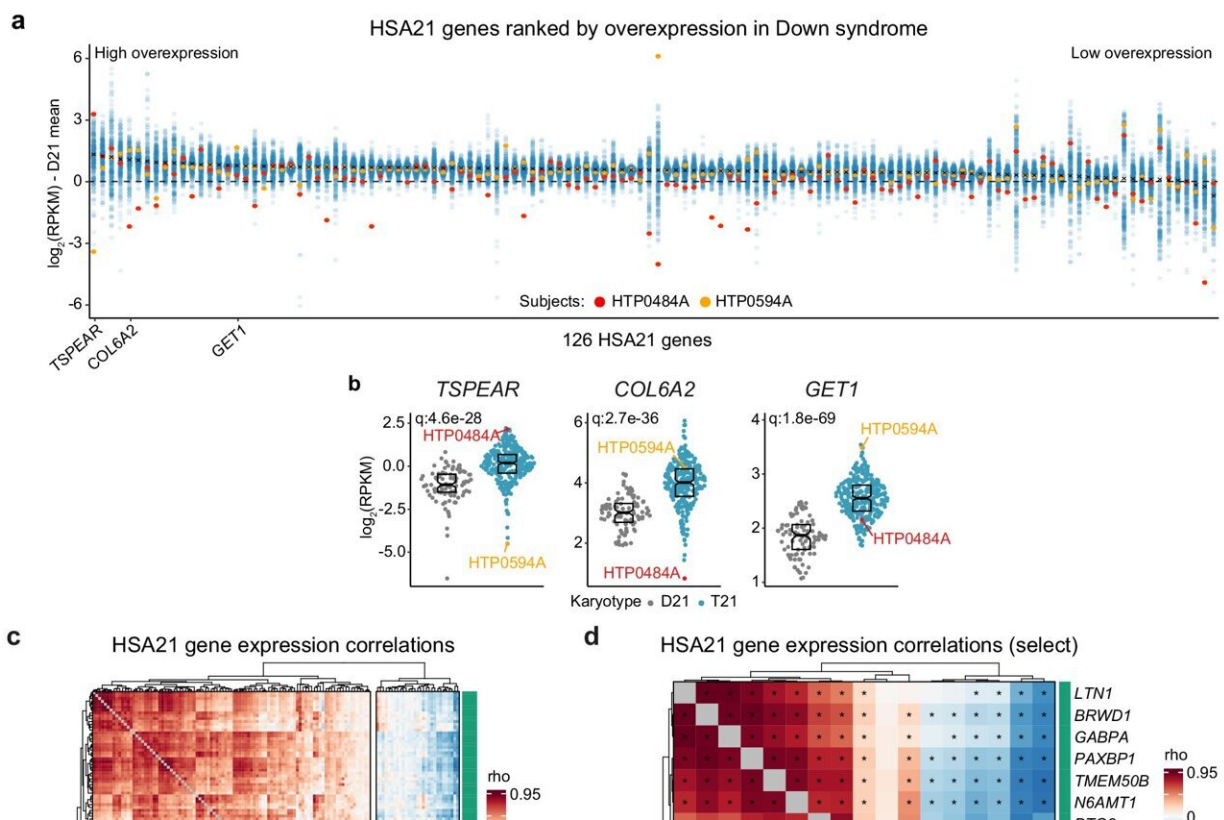 a
HSA21 genes ranked by overexpression in Down syndrome
High overexpression
Low overexpression
log2(RPKM) - D21 mean
6
3
0
-3
-6
Subjects: HTP0484A HTP0594A
TSPEAR
COL6A2
GET1
126 HSA21 genes
b
TSPEAR
COL6A2
GET1
log2(RPKM)
2.5
0.0
-2.5
-5.0
q:4.6e-28
HTP0484A
HTP0594A
6
4
2
q:2.7e-36
HTP0594A
HTP0484A
4
3
2
1
q:1.8e-69
HTP0594A
HTP0484A
Karyotype D21 T21
c
HSA21 gene expression correlations
rho
0.95
d
HSA21 gene expression correlations (select)
LTN1
BRWD1
GABPA
PAXBP1
TMEM50B
N6AMT1
rho
0.95
0